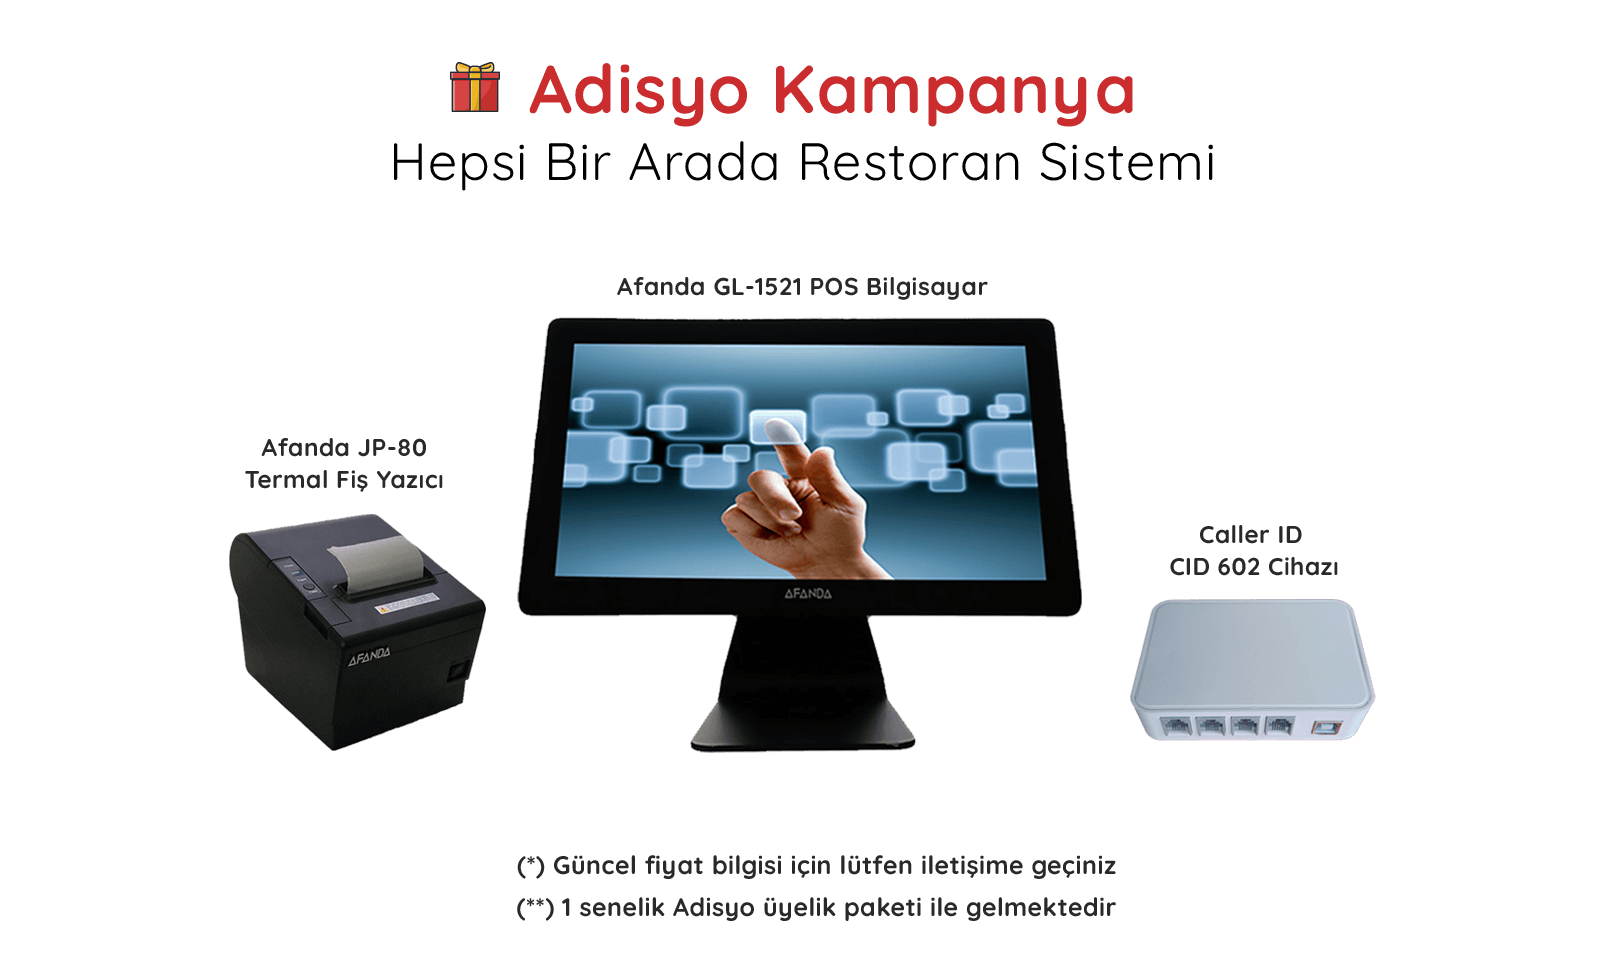 Adisyo Kampanya
Hepsi Bir Arada Restoran Sistemi
Afanda GL-1521 POS Bilgisayar
Afanda JP-80
Termal Fiş Yazıcı
Caller ID
CID 602 Cihazı
AFANDA
AFANDA
(*) Güncel fiyat bilgisi için lütfen iletişime geçiniz
(**) 1 senelik Adisyo üyelik paketi ile gelmektedir